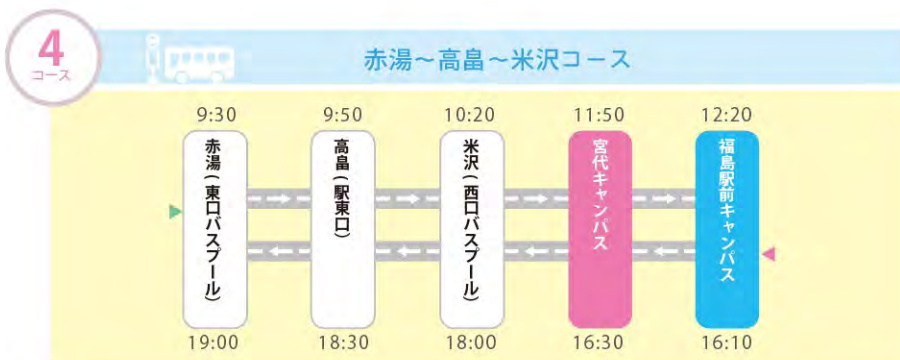 4
コース
赤湯～高畠～米沢コース
9:30
9:50
10:20
11:50
12:20
赤湯(東口バスプール)
高畠(駅東口)
米沢(西口バスプール)
宮代キャンパス
福島駅前キャンパス
19:00
18:30
18:00
16:30
16:10